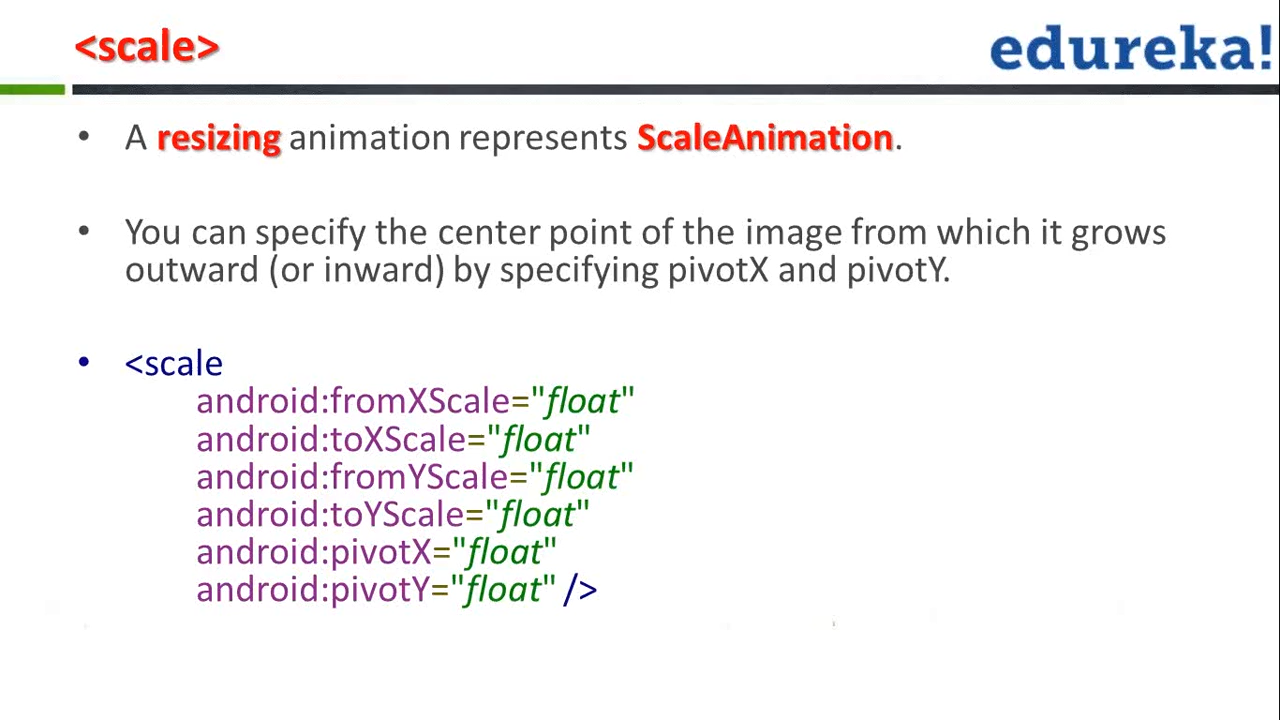 <scale>
edureka!
• A resizing animation represents ScaleAnimation.
• You can specify the center point of the image from which it grows
outward (or inward) by specifying pivotX and pivotY.
• <scale
android:fromXScale="float"
android:toXScale="float"
android:fromYScale="float"
android:toYScale="float"
android:pivotX="float"
android:pivotY="float" />